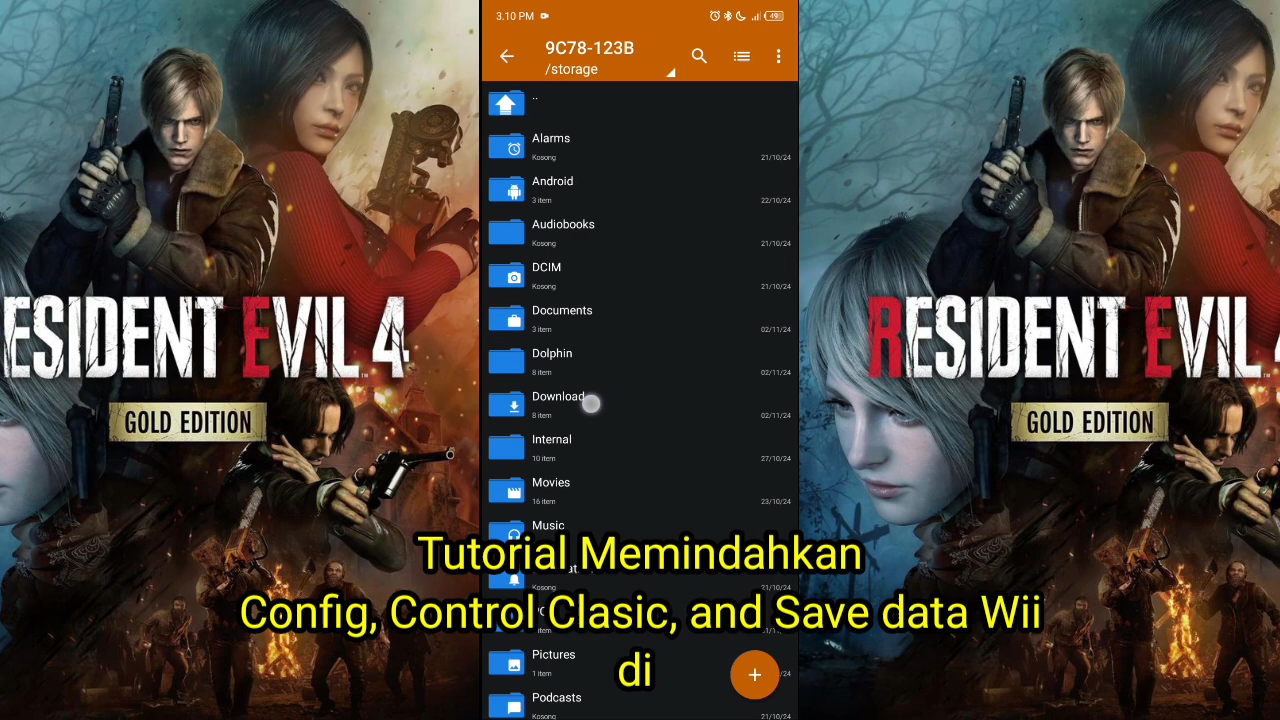 3.10 PM
49
9C78-123B
/storage
..
Alarms
Kosong 21/10/24
Android
3 item 22/10/24
Audiobooks
Kosong 21/10/24
DCIM
Kosong 21/10/24
Documents
3 item 02/11/24
Dolphin
8 item 02/11/24
Download
8 item 02/11/24
Internal
10 item 27/10/24
Movies
16 item 23/10/24
Music
Kosong
Pictures
1 item
Podcasts
Kosong 21/10/24
ESIDENT EVIL 4
GOLD EDITION
RESIDENT EVIL 4
GOLD EDITION
Tutorial Memindahkan
Config, Control Clasic, and Save data Wii
di